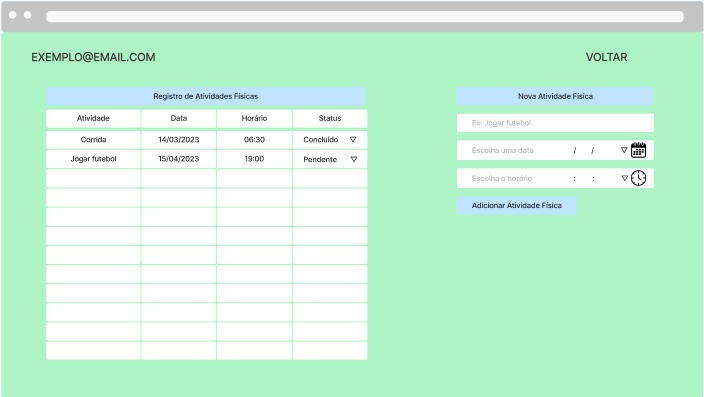 EXEMPLO@EMAIL.COM
VOLTAR
Registro de Atividades Físicas
Atividade Data Horário Status
Corrida 14/03/2023 06:30 Concluído
Jogar futebol 15/04/2023 19:00 Pendente
Nova Atividade Física
Ex: Jogar futebol
Escolha uma data / /
Escolha o horário : :
Adicionar Atividade Física